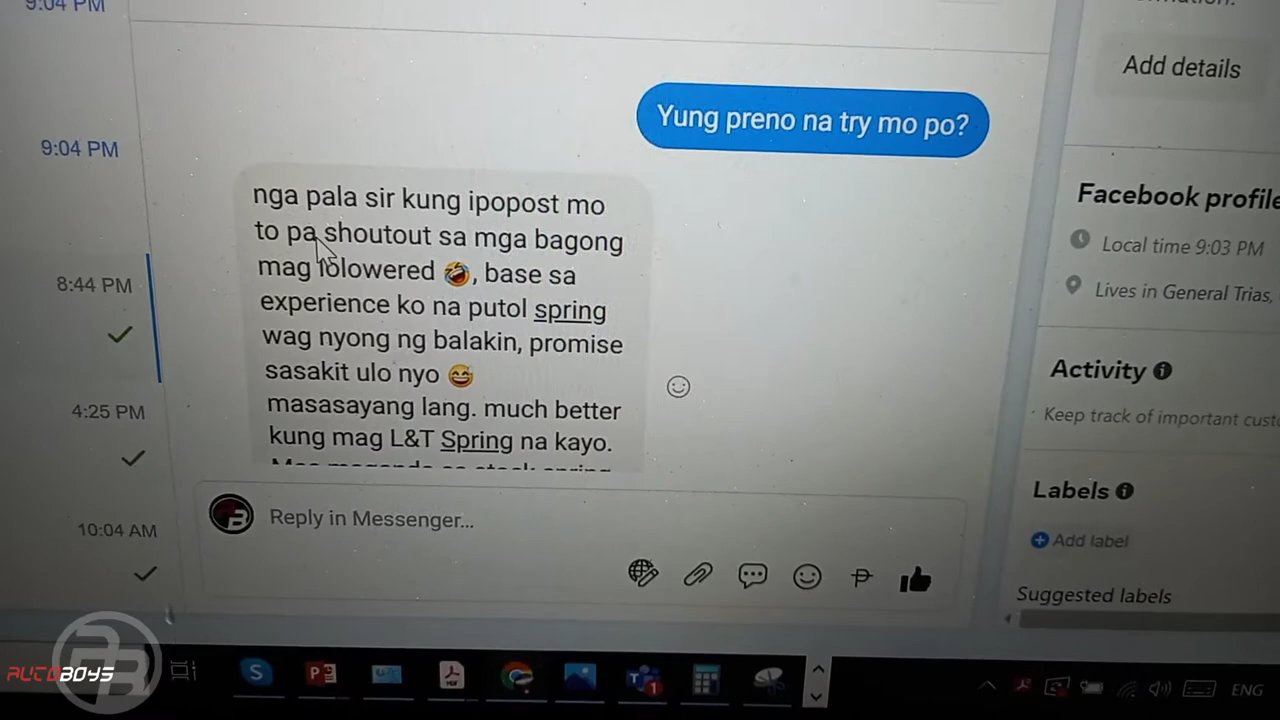 9:04 PM
Add details
Yung preno na try mo po?
9:04 PM
nga pala sir kung ipopost mo
to pa shoutout sa mga bagong
mag folowered 🤣, base sa
experience ko na putol spring
wag nyong ng balakin, promise
sasakit ulo nyo 😅
masasayang lang. much better
kung mag L&T Spring na kayo.
Facebook profile
Local time 9:03 PM
Lives in General Trias,
8:44 PM
Activity
Keep track of important
4:25 PM
Labels
Reply in Messenger...
10:04 AM
Add label
Suggested labels
AUTOBOYS
ENG